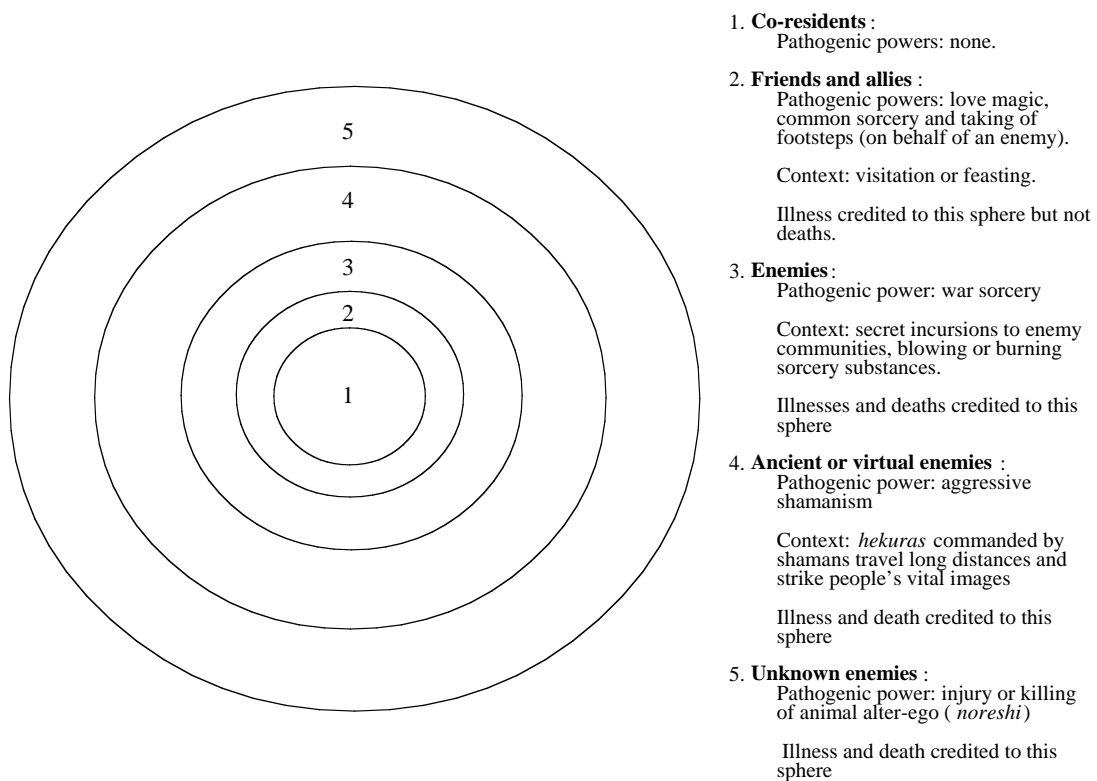 5
4
3
2
1
1. Co-residents :
Pathogenic powers: none.
2. Friends and allies :
Pathogenic powers: love magic,
common sorcery and taking of
footsteps (on behalf of an enemy).
Context: visitation or feasting.
Illness credited to this sphere but not
deaths.
3. Enemies :
Pathogenic power: war sorcery
Context: secret incursions to enemy
communities, blowing or burning
sorcery substances.
Illnesses and deaths credited to this
sphere
4. Ancient or virtual enemies :
Pathogenic power: aggressive
shamanism
Context: hekuras commanded by
shamans travel long distances and
strike people's vital images
Illness and death credited to this
sphere
5. Unknown enemies :
Pathogenic power: injury or killing
of animal alter-ego ( noreshi)
Illness and death credited to this
sphere